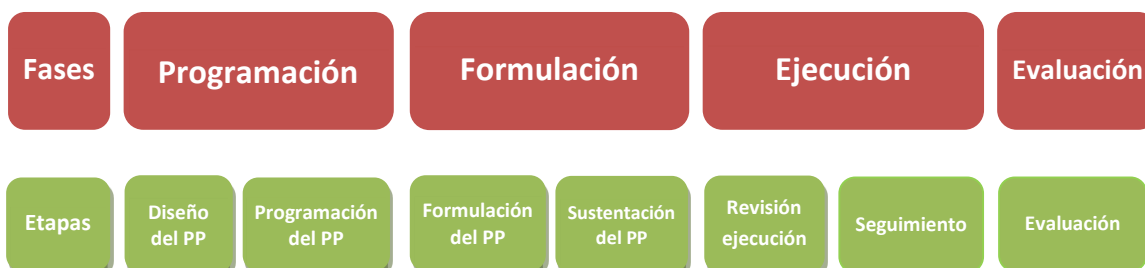 Fases
Programación
Formulación
Ejecución
Evaluación
Etapas
Diseño
del PP
Programación
del PP
Formulación
del PP
Sustentación
del PP
Revisión
ejecución
Seguimiento
Evaluación